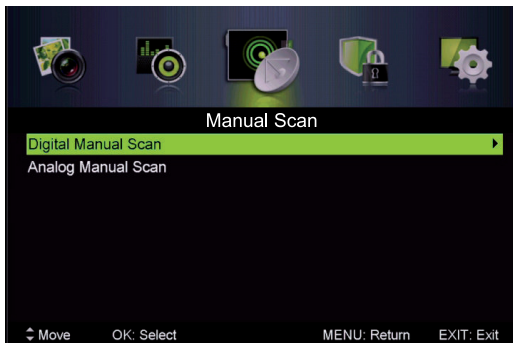 Manual Scan
Digital Manual Scan
Analog Manual Scan
Move OK: Select MENU: Return EXIT: Exit